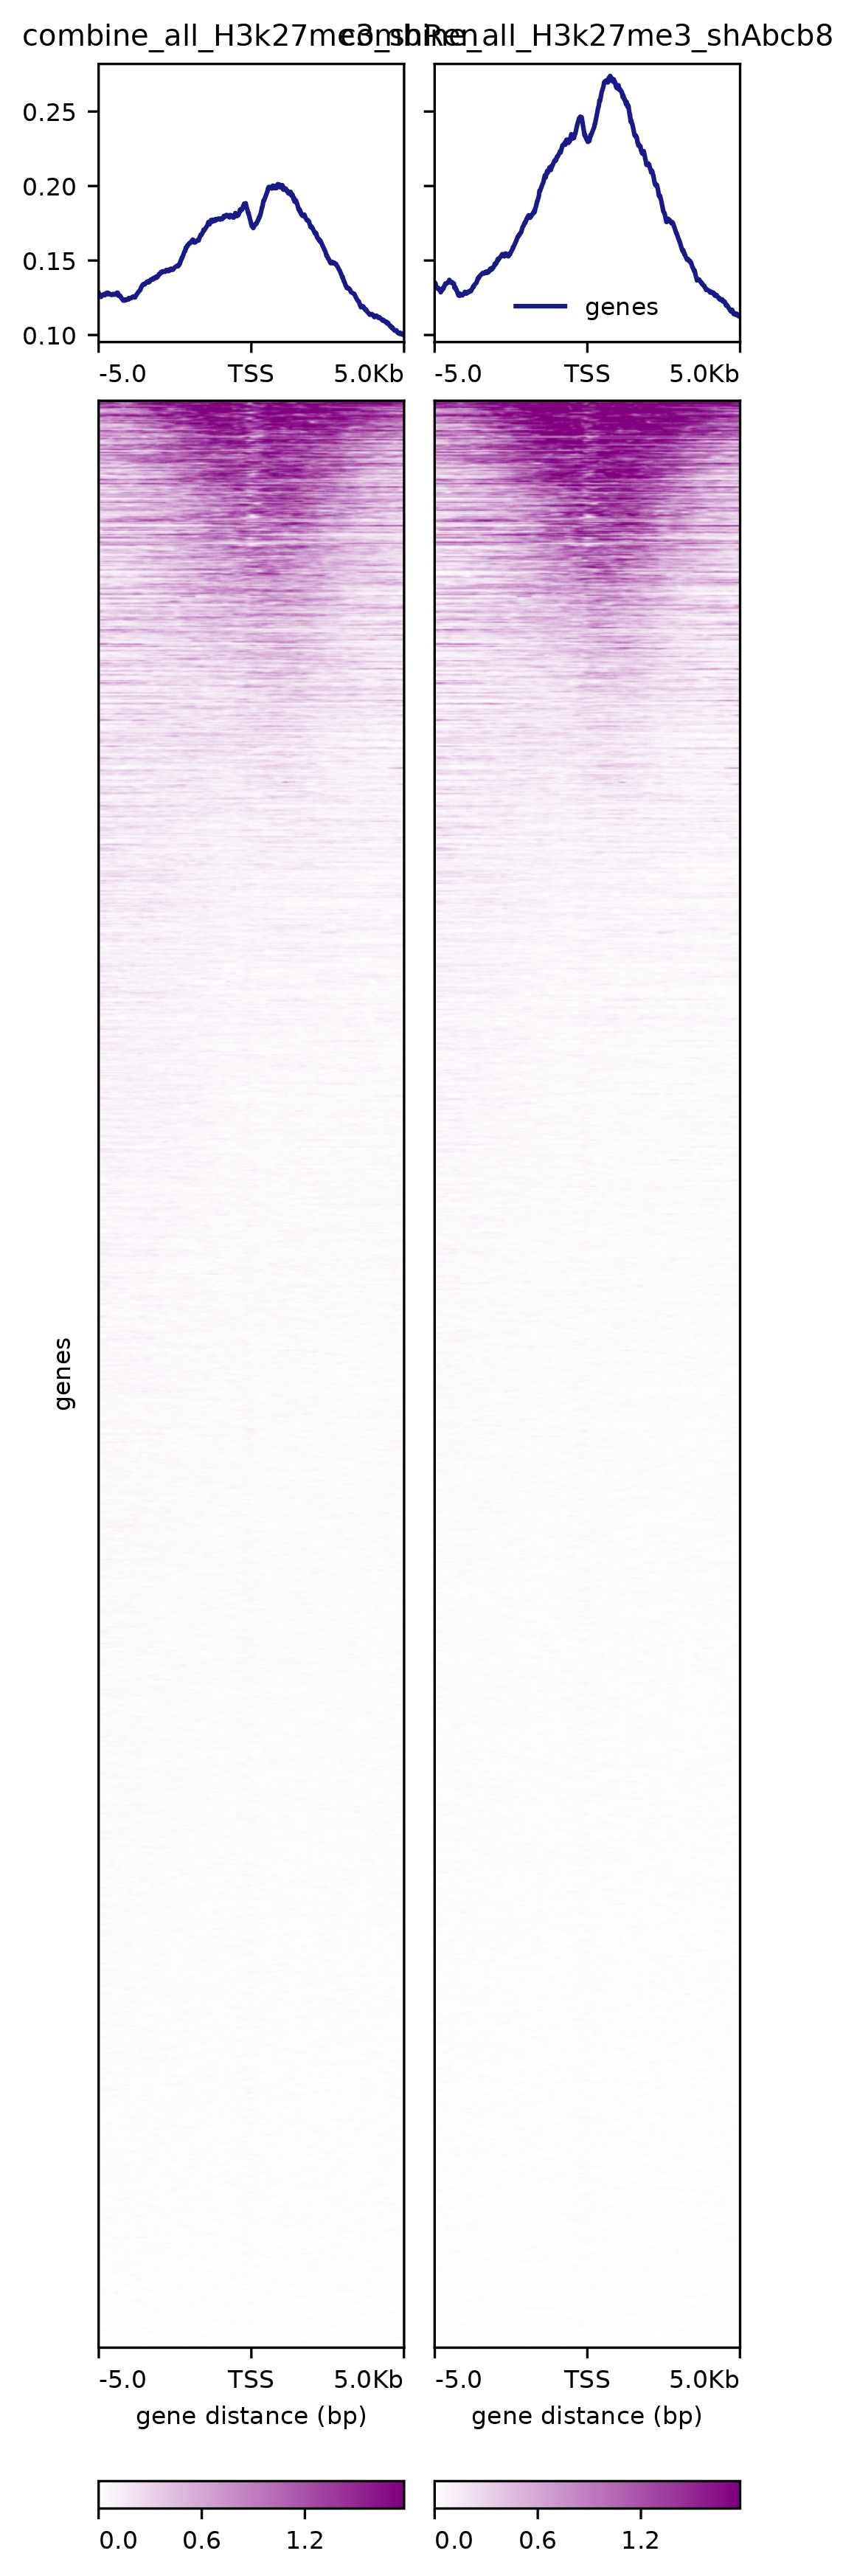 combine_all_H3k27me3_shRen
combine_all_H3k27me3_shAbcb8
0.25
0.20
0.15
0.10
genes
-5.0 TSS 5.0Kb
-5.0 TSS 5.0Kb
genes
-5.0 TSS 5.0Kb
-5.0 TSS 5.0Kb
gene distance (bp)
gene distance (bp)
0.0 0.6 1.2
0.0 0.6 1.2